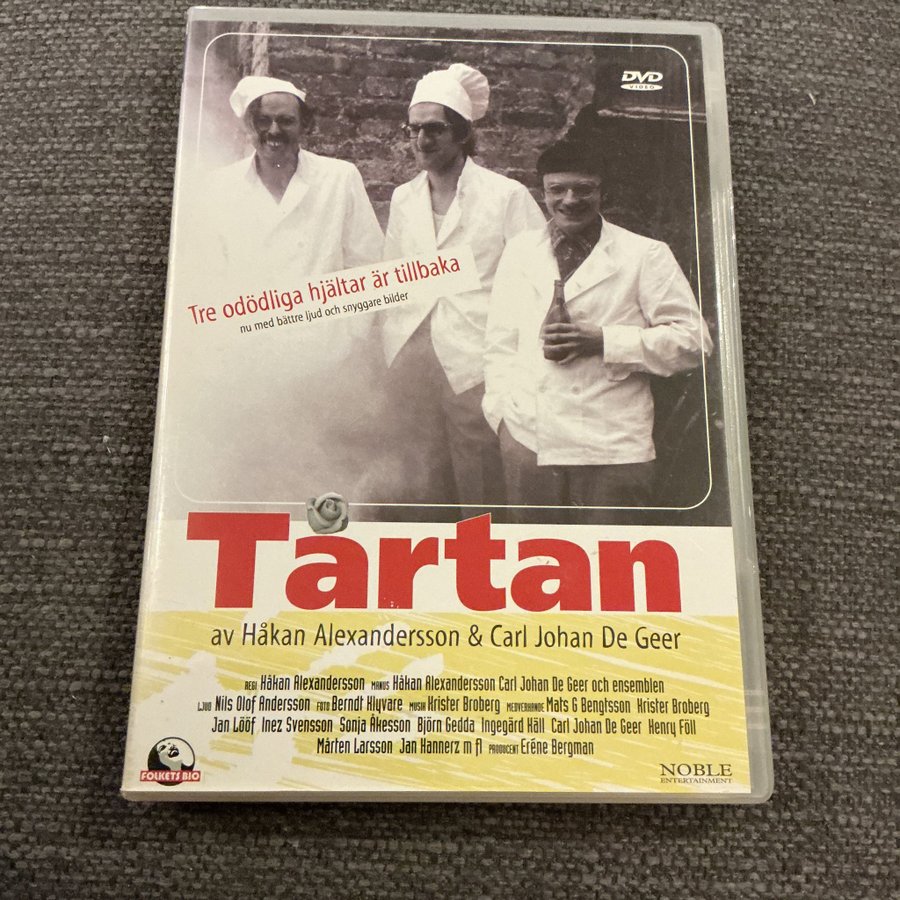 DVD
VIDEO
Tre odödliga hjältar är tillbaka
nu med bättre ljud och snyggare bilder
Tårtan
av Håkan Alexandersson & Carl Johan De Geer
REGI Håkan Alexandersson MANUS Håkan Alexandersson Carl Johan De Geer och ensemblen
LJUD Nils Olof Andersson FOTO Berndt Klyvare MUSIK Krister Broberg MEDVERKANDE Mats G Bengtsson Krister Broberg
Jan Lööf Inez Svensson Sonja Åkesson Björn Gedda Ingegärd Käll Carl Johan De Geer Henry Föll
Mårten Larsson Jan Hannerz m fl PRODUCENT Erêne Bergman
FOLKETS BIO
NOBLE
ENTERTAINMENT